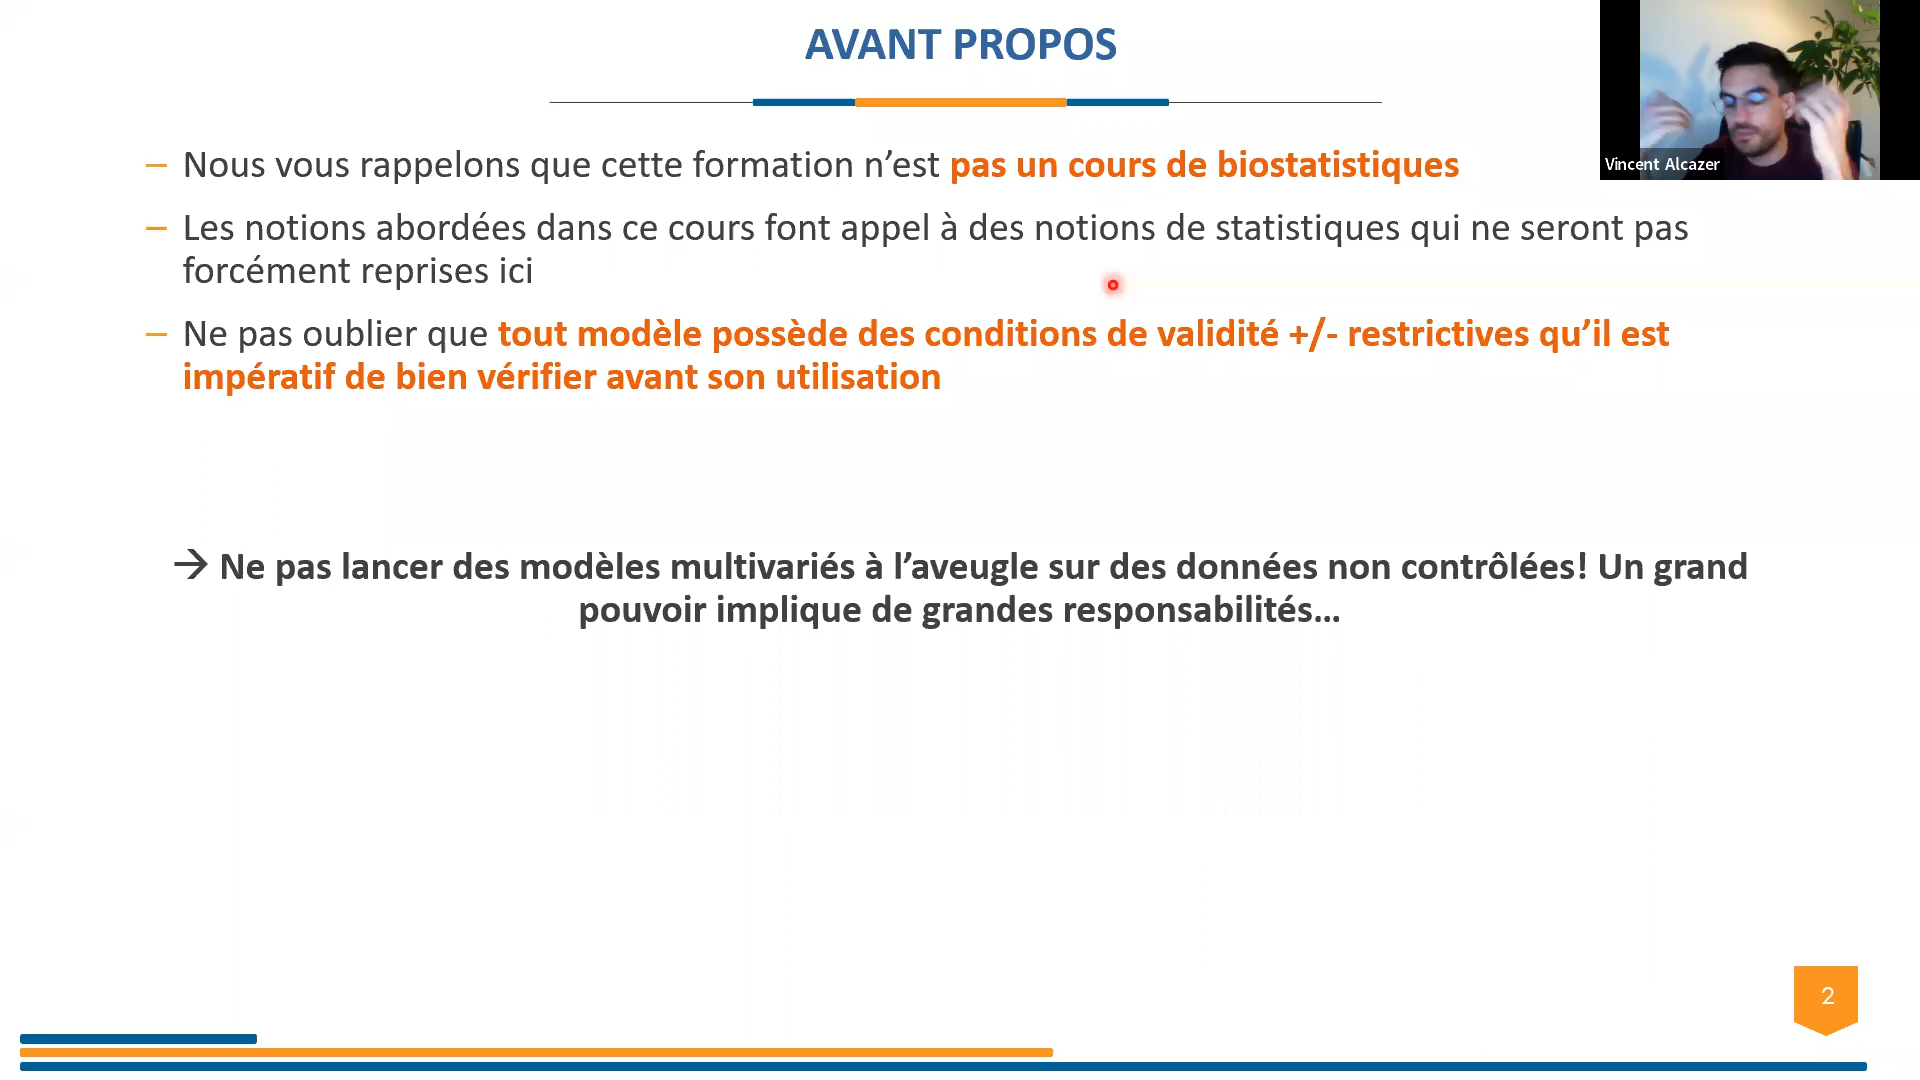 AVANT PROPOS
Vincent Alcazer
– Nous vous rappelons que cette formation n’est pas un cours de biostatistiques
– Les notions abordées dans ce cours font appel à des notions de statistiques qui ne seront pas
forcément reprises ici
– Ne pas oublier que tout modèle possède des conditions de validité +/- restrictives qu’il est
impératif de bien vérifier avant son utilisation
→ Ne pas lancer des modèles multivariés à l’aveugle sur des données non contrôlées! Un grand
pouvoir implique de grandes responsabilités…
2